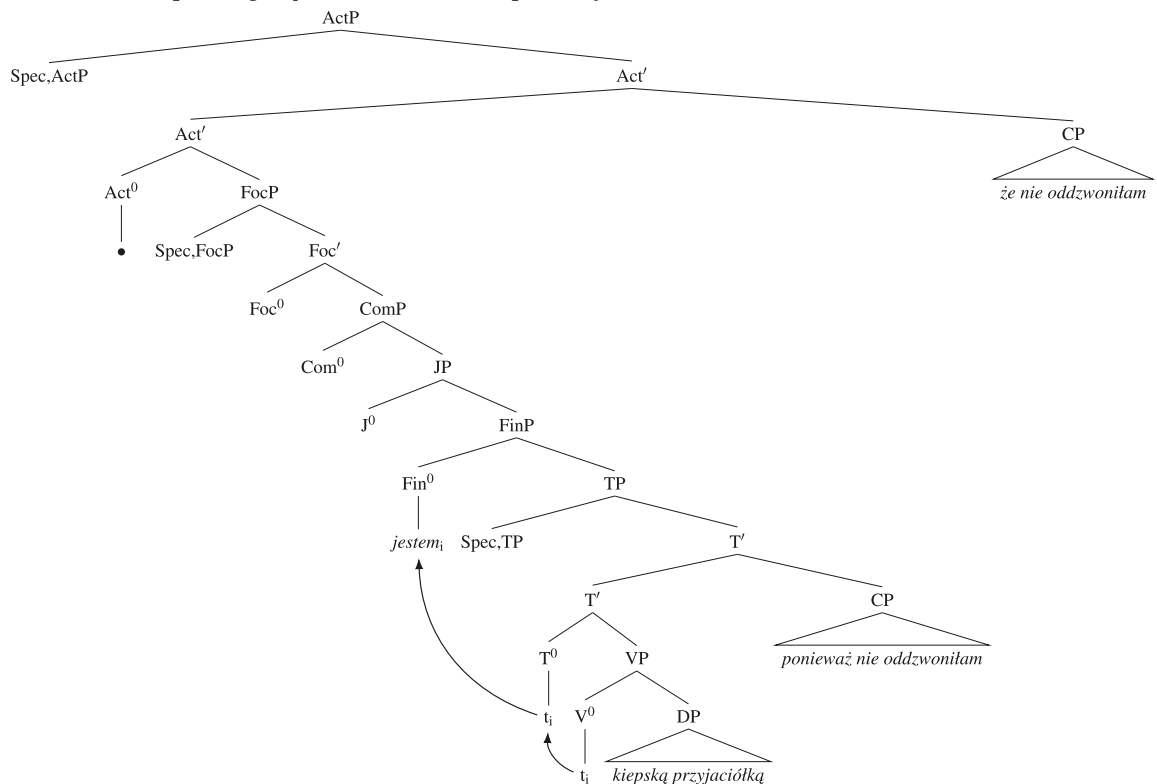 ActP
Spec,ActP Act′
Act′ CP
Act⁰ FocP że nie oddzwoniłam
• Spec,FocP Foc′
Foc⁰ ComP
Com⁰ JP
J⁰ FinP
Fin⁰ TP
jestemᵢ Spec,TP T′
T′ CP
T⁰ VP ponieważ nie oddzwoniłam
tᵢ V⁰ DP
tᵢ kiepską przyjaciółką